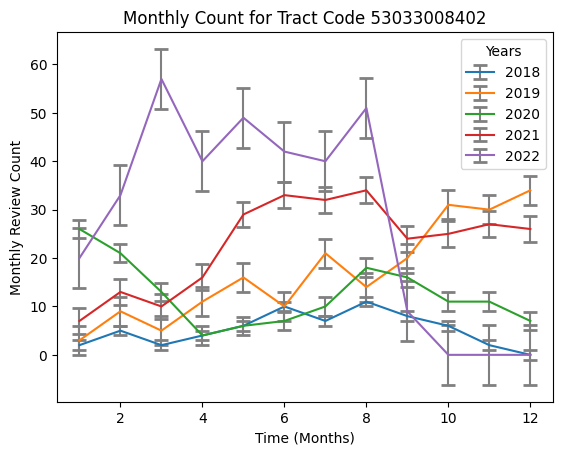 Monthly Count for Tract Code 53033008402
Monthly Review Count
60
50
40
30
20
10
0
Years
2018
2019
2020
2021
2022
2 4 6 8 10 12
Time (Months)